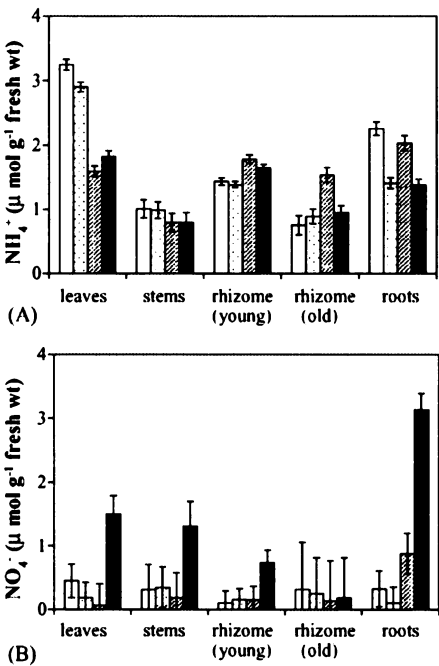 4
3
2
1
0
NH₄⁺ (μ mol g⁻¹ fresh wt)
leaves stems rhizome (young) rhizome (old) roots
(A)
4
3
2
1
0
NO₄⁻ (μ mol g⁻¹ fresh wt)
leaves stems rhizome (young) rhizome (old) roots
(B)